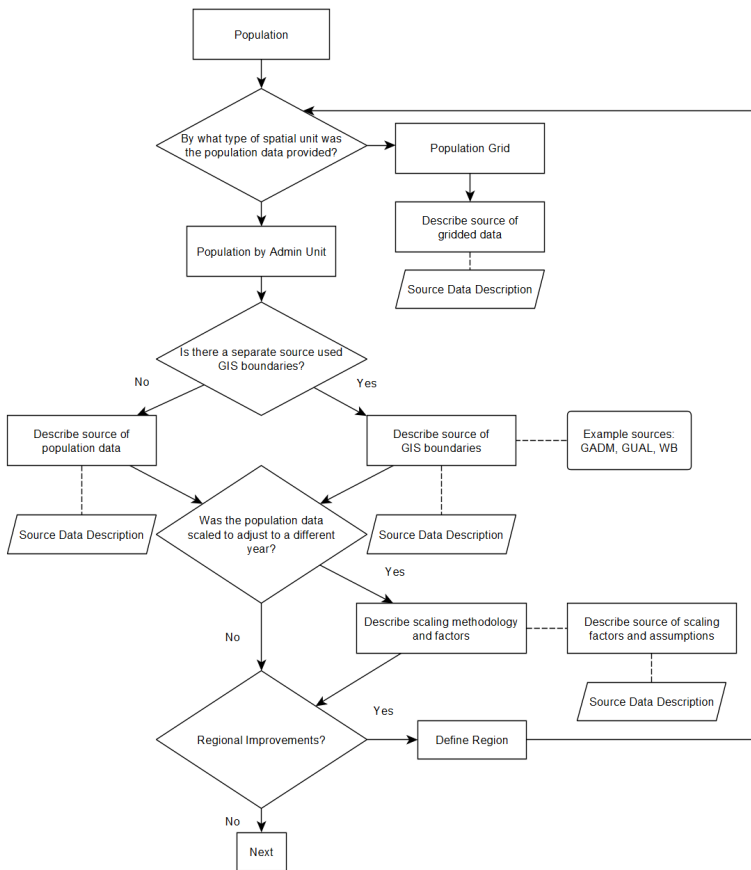 Population
By what type of spatial unit was
the population data provided?
Population Grid
Describe source of
gridded data
Population by Admin Unit
Source Data Description
Is there a separate source used
GIS boundaries?
No
Yes
Describe source of
population data
Describe source of
GIS boundaries
Example sources:
GADM, GUAL, WB
Source Data Description
Was the population data
scaled to adjust to a different
year?
Source Data Description
Yes
Describe scaling methodology
and factors
Describe source of scaling
factors and assumptions
No
Source Data Description
Yes
Regional Improvements?
Define Region
No
Next